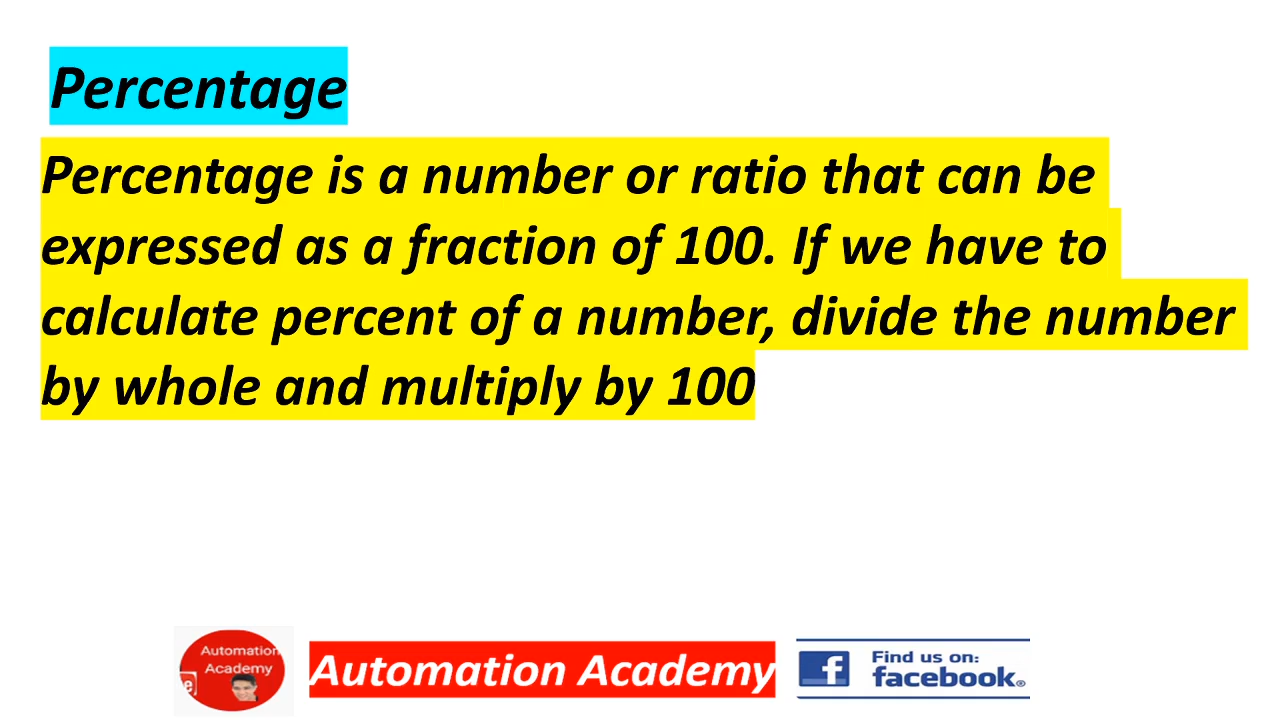 Percentage
Percentage is a number or ratio that can be
expressed as a fraction of 100. If we have to
calculate percent of a number, divide the number
by whole and multiply by 100
Automation
Academy
e
Automation Academy
f
Find us on:
facebook®